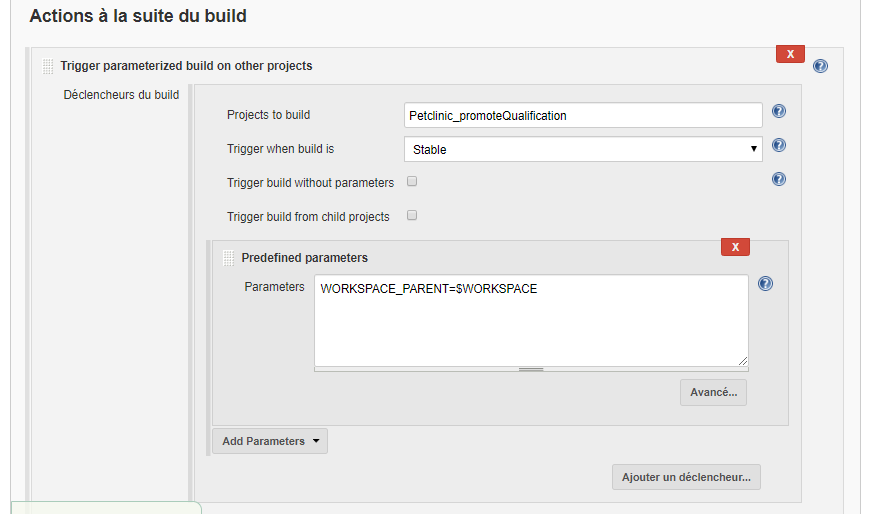 Actions à la suite du build
X
Trigger parameterized build on other projects
?
Déclencheurs du build
Projects to build
Petclinic_promoteQualification
?
Trigger when build is
Stable
?
Trigger build without parameters
?
Trigger build from child projects
X
Predefined parameters
Parameters
WORKSPACE_PARENT=$WORKSPACE
?
Avancé...
Add Parameters
Ajouter un déclencheur...